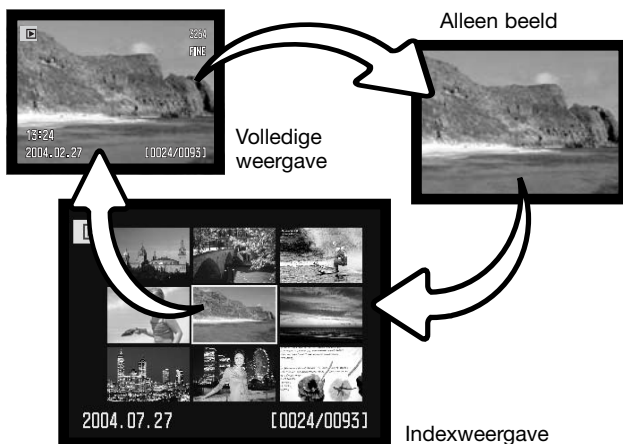 Alleen beeld
3264
FINE
13:24
2004.02.27 [0024/0093]
Volledige
weergave
2004.07.27 [0024/0093]
Indexweergave